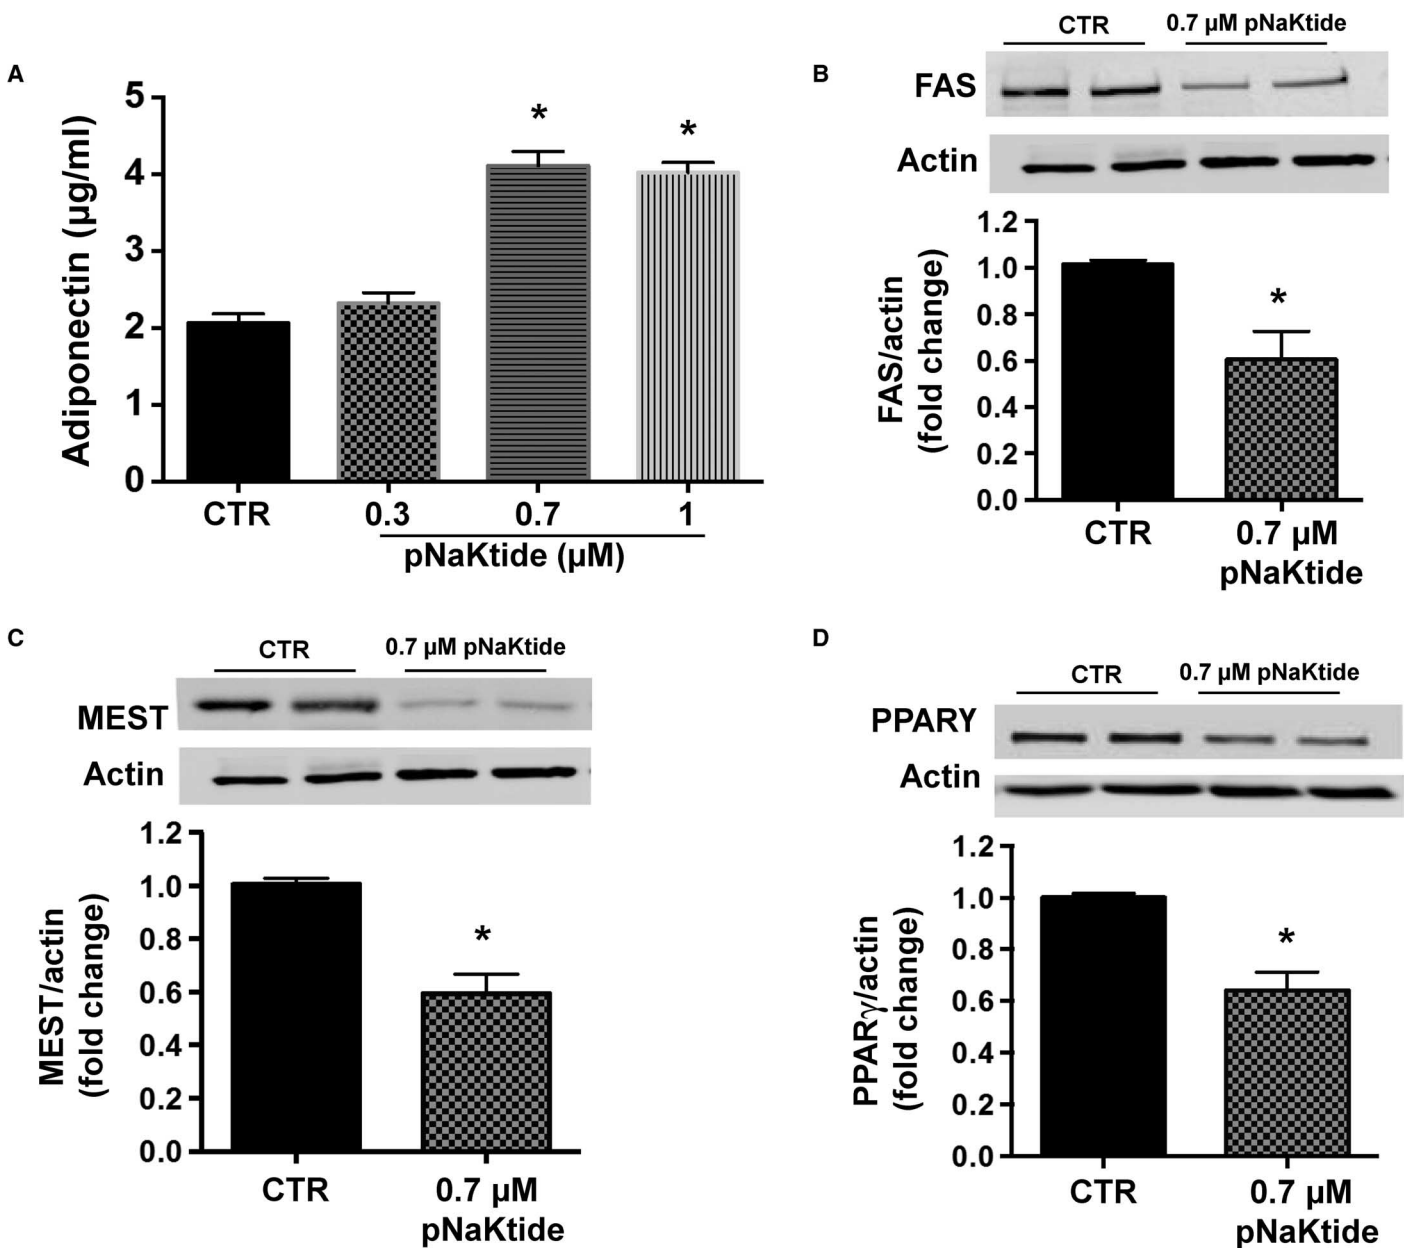 A
Adiponectin (µg/ml)
5
4
3
2
1
0
*
*
CTR
0.3
0.7
1
pNaKtide (µM)
B
CTR
0.7 µM pNaKtide
FAS
Actin
FAS/actin
(fold change)
1.2
1.0
0.8
0.6
0.4
0.2
0.0
*
CTR
0.7 µM
pNaKtide
C
CTR
0.7 µM pNaKtide
MEST
Actin
MEST/actin
(fold change)
1.2
1.0
0.8
0.6
0.4
0.2
0.0
*
CTR
0.7 µM
pNaKtide
D
CTR
0.7 µM pNaKtide
PPARY
Actin
PPARγ/actin
(fold change)
1.2
1.0
0.8
0.6
0.4
0.2
0.0
*
CTR
0.7 µM
pNaKtide